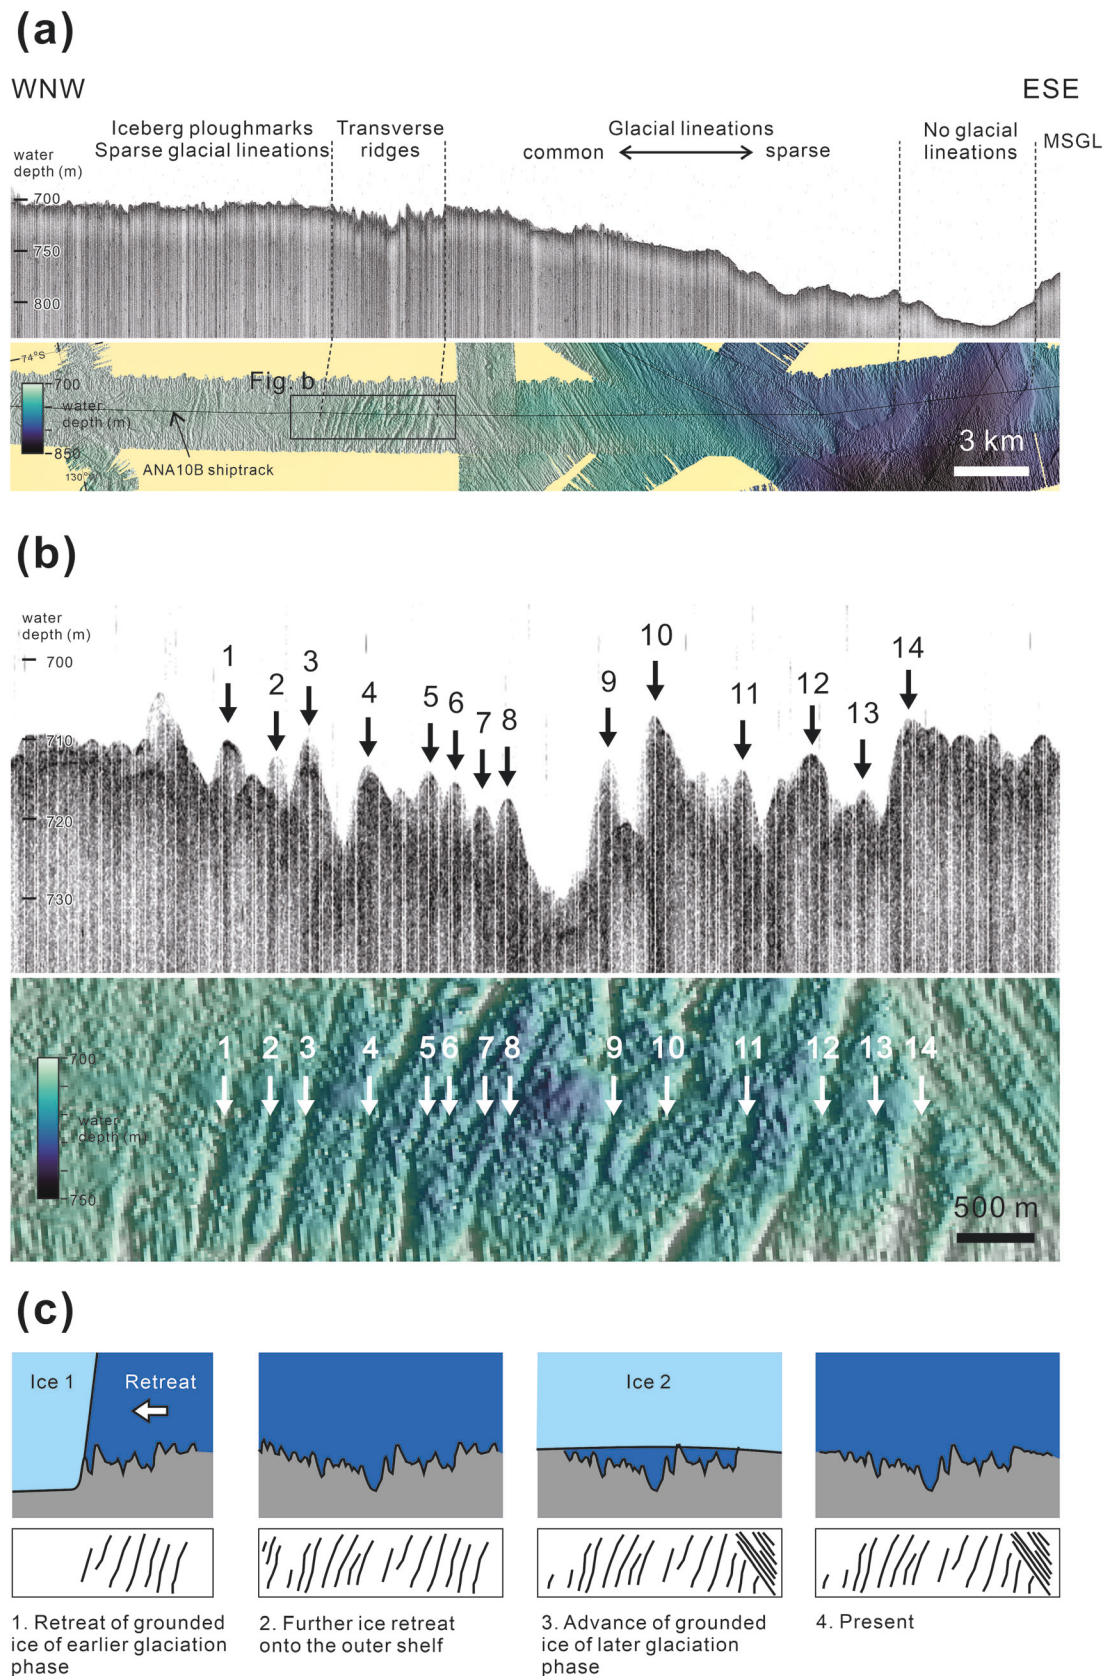 (a)
WNW
ESE
Iceberg ploughmarks
Sparse glacial lineations
Transverse
ridges
Glacial lineations
common
sparse
No glacial
lineations
MSGL
water
depth (m)
700
750
800
74°S
Fig. b
700
water
depth (m)
850
ANA10B shiptrack
130°
3 km
(b)
water
depth (m)
700
710
720
730
1
2
3
4
5
6
7
8
9
10
11
12
13
14
1
2
3
4
5
6
7
8
9
10
11
12
13
14
700
water
depth (m)
760
500 m
(c)
Ice 1
Retreat
Ice 2
1. Retreat of grounded
ice of earlier glaciation
phase
2. Further ice retreat
onto the outer shelf
3. Advance of grounded
ice of later glaciation
phase
4. Present